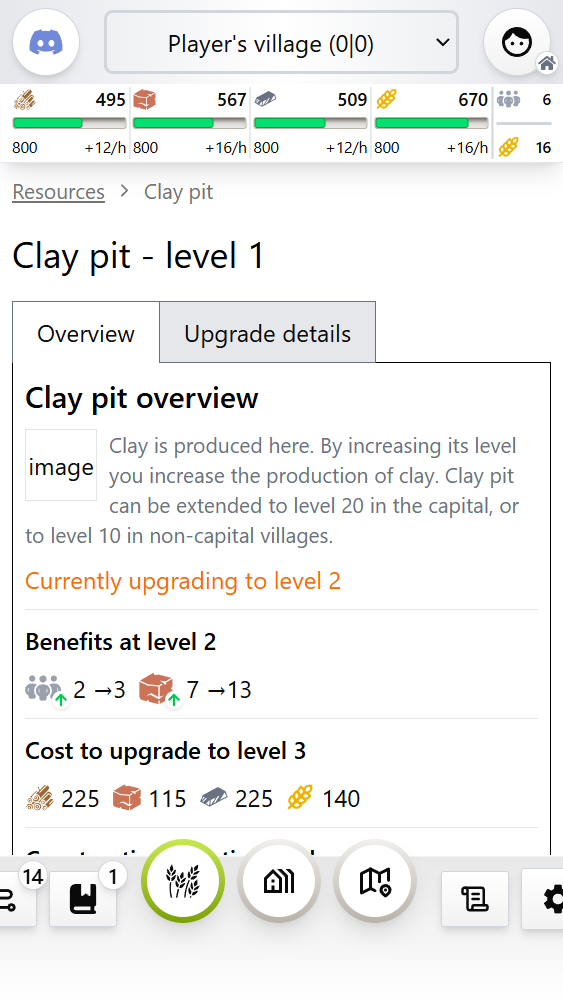 Player's village (0|0)
495 567 509 670 6
800 +12/h 800 +16/h 800 +12/h 800 +16/h 16
Resources > Clay pit
Clay pit - level 1
Overview Upgrade details
Clay pit overview
image
Clay is produced here. By increasing its level
you increase the production of clay. Clay pit
can be extended to level 20 in the capital, or
to level 10 in non-capital villages.
Currently upgrading to level 2
Benefits at level 2
2 →3 7 →13
Cost to upgrade to level 3
225 115 225 140
14 1